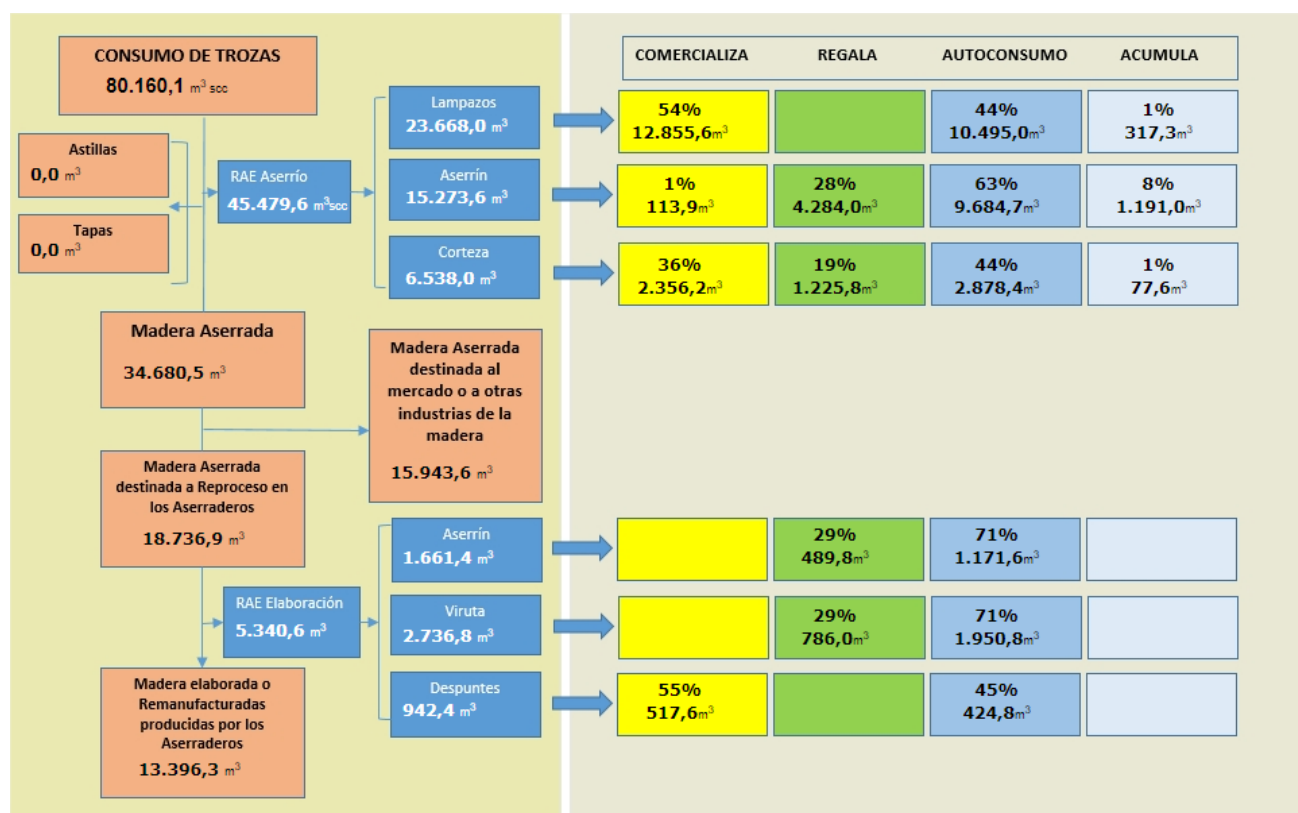 CONSUMO DE TROZAS
80.160,1 m³ scc
Astillas
0,0 m³
Tapas
0,0 m³
RAE Aserrío
45.479,6 m³scc
Lampazos
23.668,0 m³
Aserrín
15.273,6 m³
Corteza
6.538,0 m³
Madera Aserrada
34.680,5 m³
Madera Aserrada
destinada al
mercado o a otras
industrias de la
madera
15.943,6 m³
Madera Aserrada
destinada a Reproceso en
los Aserraderos
18.736,9 m³
RAE Elaboración
5.340,6 m³
Aserrín
1.661,4 m³
Viruta
2.736,8 m³
Despuntes
942,4 m³
Madera elaborada o
Remanufacturadas
producidas por los
Aserraderos
13.396,3 m³
COMERCIALIZA REGALA AUTOCONSUMO ACUMULA
54% 44% 1%
12.855,6m³ 10.495,0m³ 317,3m³
1% 28% 63% 8%
113,9m³ 4.284,0m³ 9.684,7m³ 1.191,0m³
36% 19% 44% 1%
2.356,2m³ 1.225,8m³ 2.878,4m³ 77,6m³
29% 71%
489,8m³ 1.171,6m³
29% 71%
786,0m³ 1.950,8m³
55% 45%
517,6m³ 424,8m³